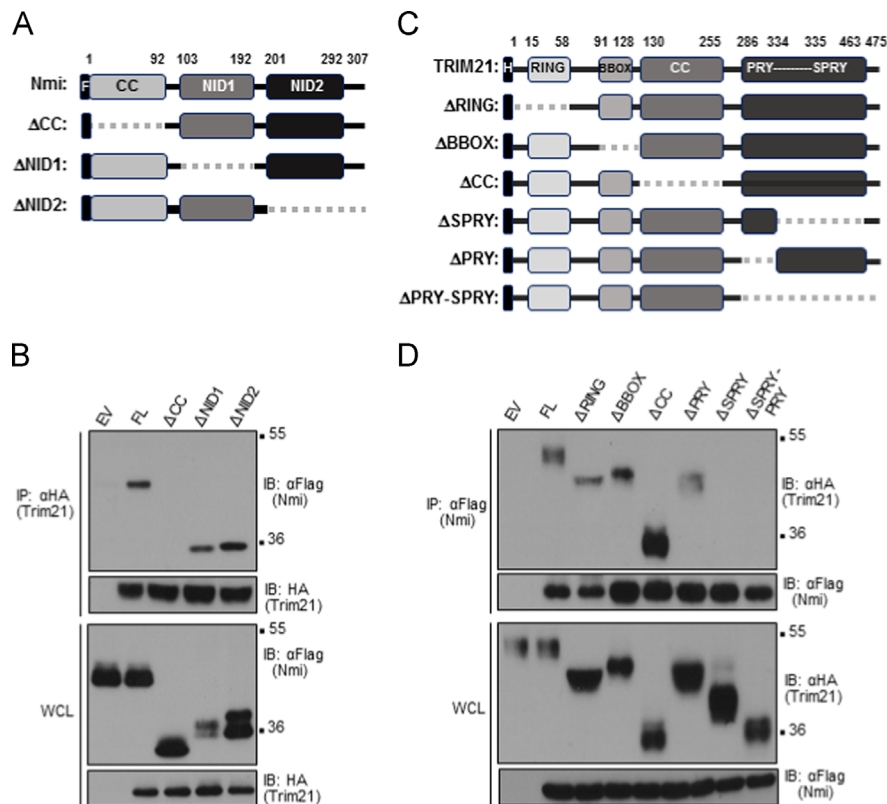 A
1 92 103 192 201 292 307
Nmi: F CC NID1 NID2
ΔCC:
ΔNID1:
ΔNID2:
C
1 15 58 91 128 130 255 286 334 335 463 475
TRIM21: H RING BBOX CC PRY---------SPRY
ΔRING:
ΔBBOX:
ΔCC:
ΔSPRY:
ΔPRY:
ΔPRY-SPRY:
B
EV FL ΔCC ΔNID1 ΔNID2
55
IP: αHA
(Trim21)
IB: αFlag
(Nmi)
36
IB: HA
(Trim21)
55
IB: αFlag
(Nmi)
WCL
36
IB: HA
(Trim21)
D
EV FL ΔRING ΔBBOX ΔCC ΔPRY ΔSPRY ΔSPRY-
PRY
55
IP: αFlag
(Nmi)
IB: αHA
(Trim21)
36
IB: αFlag
(Nmi)
55
IB: αHA
(Trim21)
WCL
36
IB: αFlag
(Nmi)